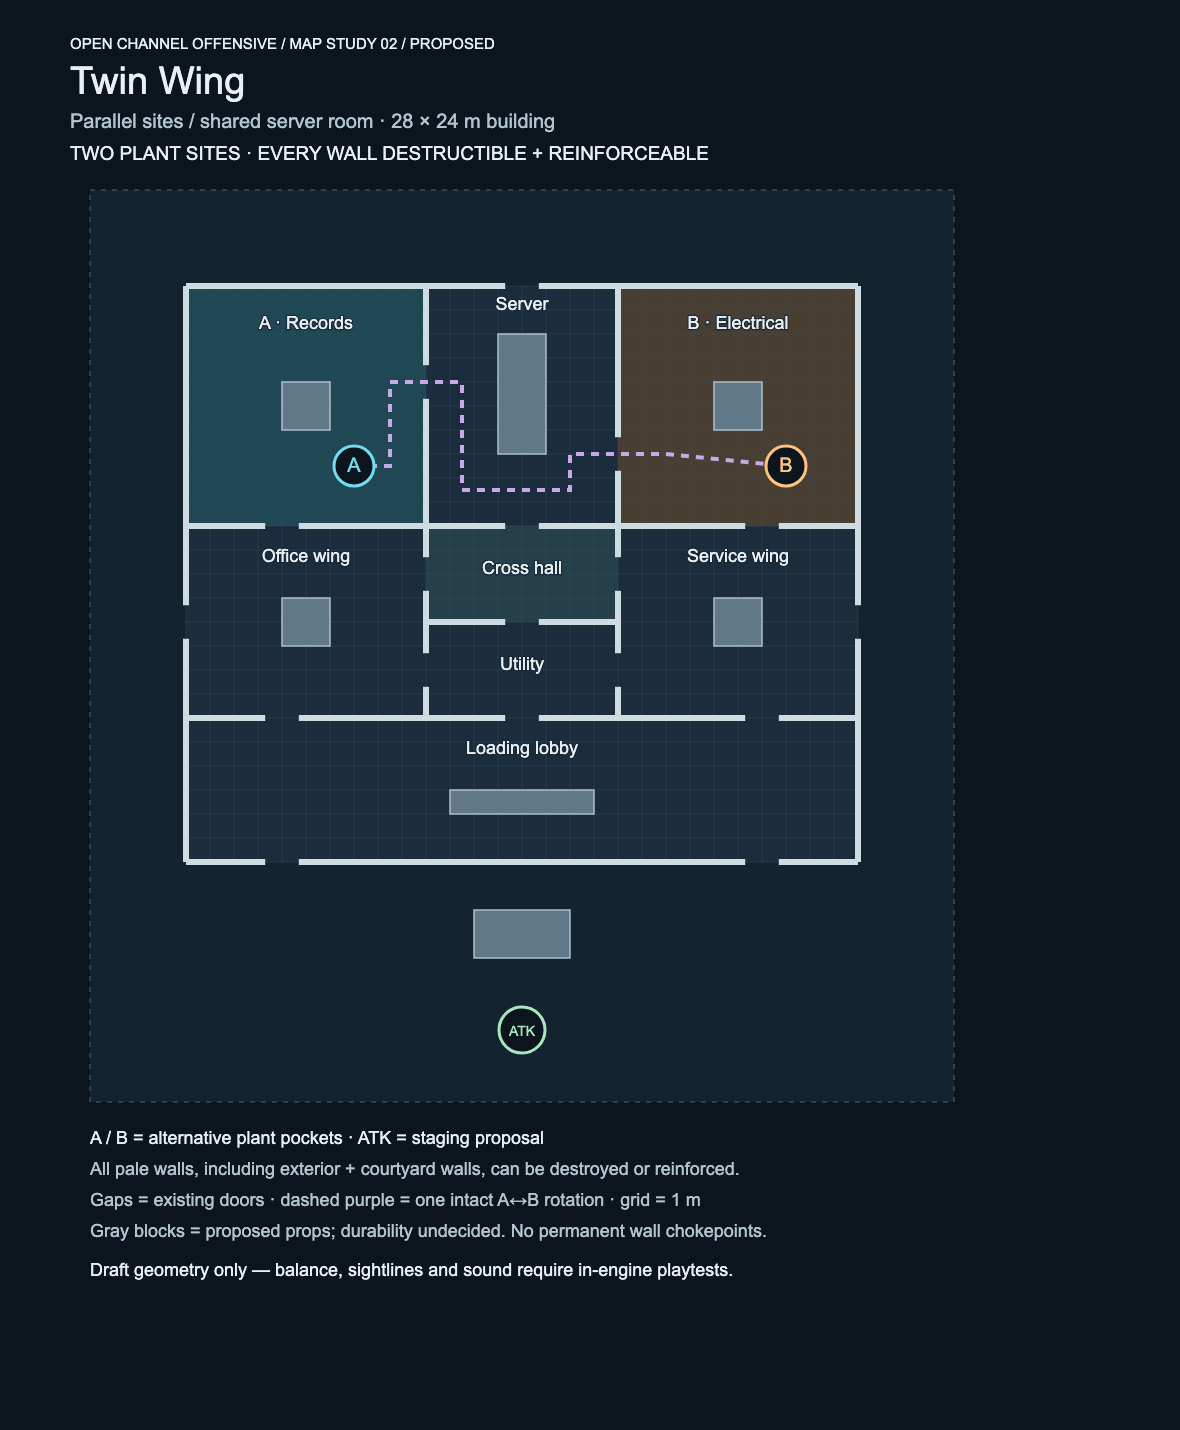 OPEN CHANNEL OFFENSIVE / MAP STUDY 02 / PROPOSED
Twin Wing
Parallel sites / shared server room · 28 × 24 m building
TWO PLANT SITES · EVERY WALL DESTRUCTIBLE + REINFORCEABLE
Server
A · Records
B · Electrical
A
B
Office wing
Service wing
Cross hall
Utility
Loading lobby
ATK
A / B = alternative plant pockets · ATK = staging proposal
All pale walls, including exterior + courtyard walls, can be destroyed or reinforced.
Gaps = existing doors · dashed purple = one intact A↔B rotation · grid = 1 m
Gray blocks = proposed props; durability undecided. No permanent wall chokepoints.
Draft geometry only — balance, sightlines and sound require in-engine playtests.